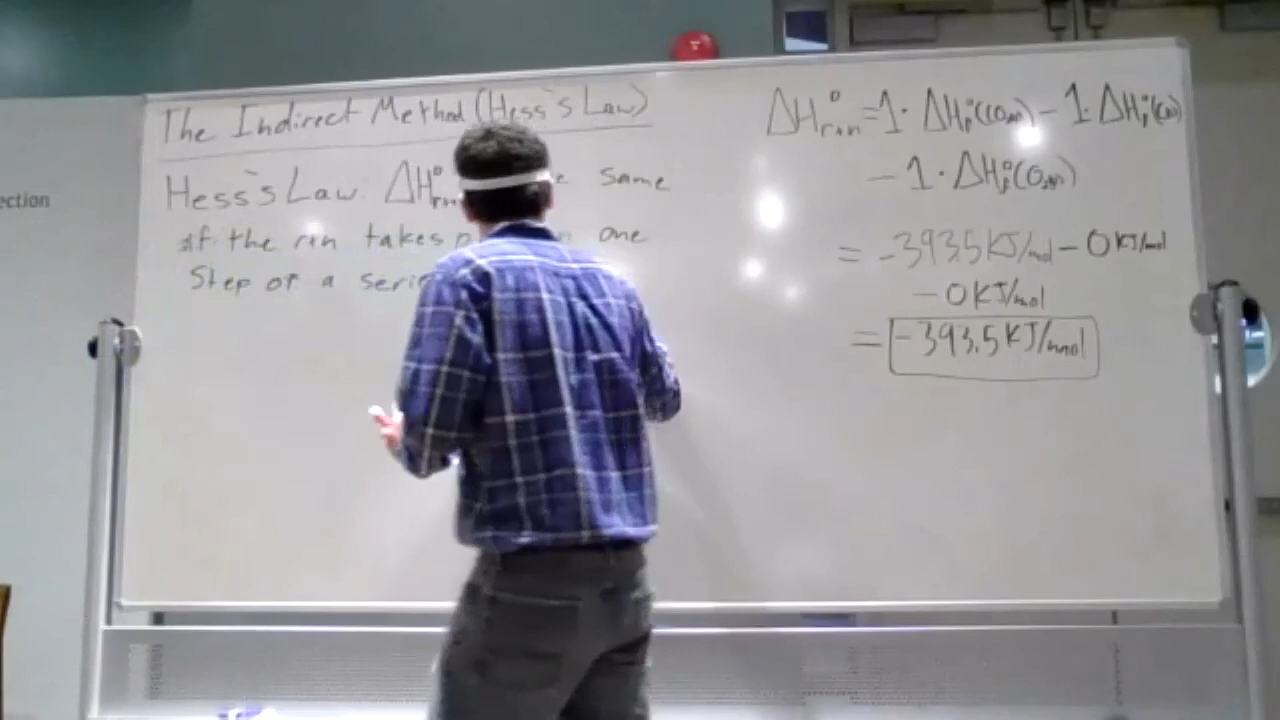 ection
The Indirect Method (Hess's Law)
Hess's Law: ΔH°rxn same
if the rxn takes one
Step or a serie
ΔH°rxn = 1 · ΔH°f(CO2(g)) - 1 · ΔH°f(C(s))
- 1 · ΔH°f(O2(g))
= -393.5 KJ/mol - 0 KJ/mol
- 0 KJ/mol
= -393.5 KJ/mol